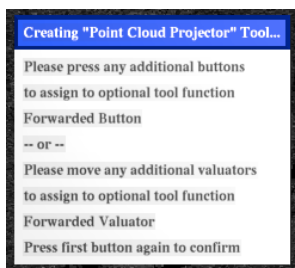 Creating "Point Cloud Projector" Tool...
Please press any additional buttons
to assign to optional tool function
Forwarded Button
-- or --
Please move any additional valuators
to assign to optional tool function
Forwarded Valuator
Press first button again to confirm